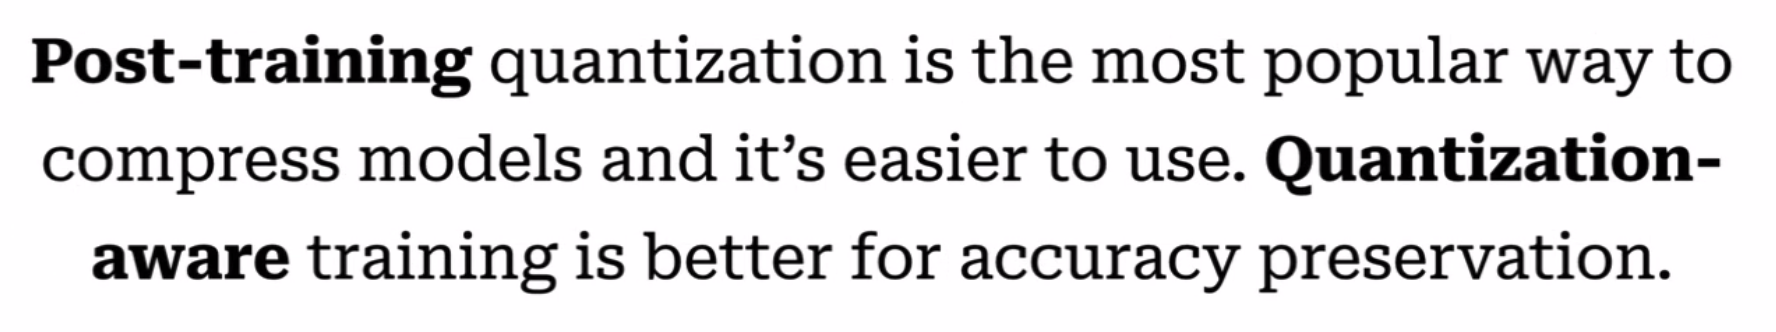 Post-training quantization is the most popular way to
compress models and it’s easier to use. Quantization-
aware training is better for accuracy preservation.